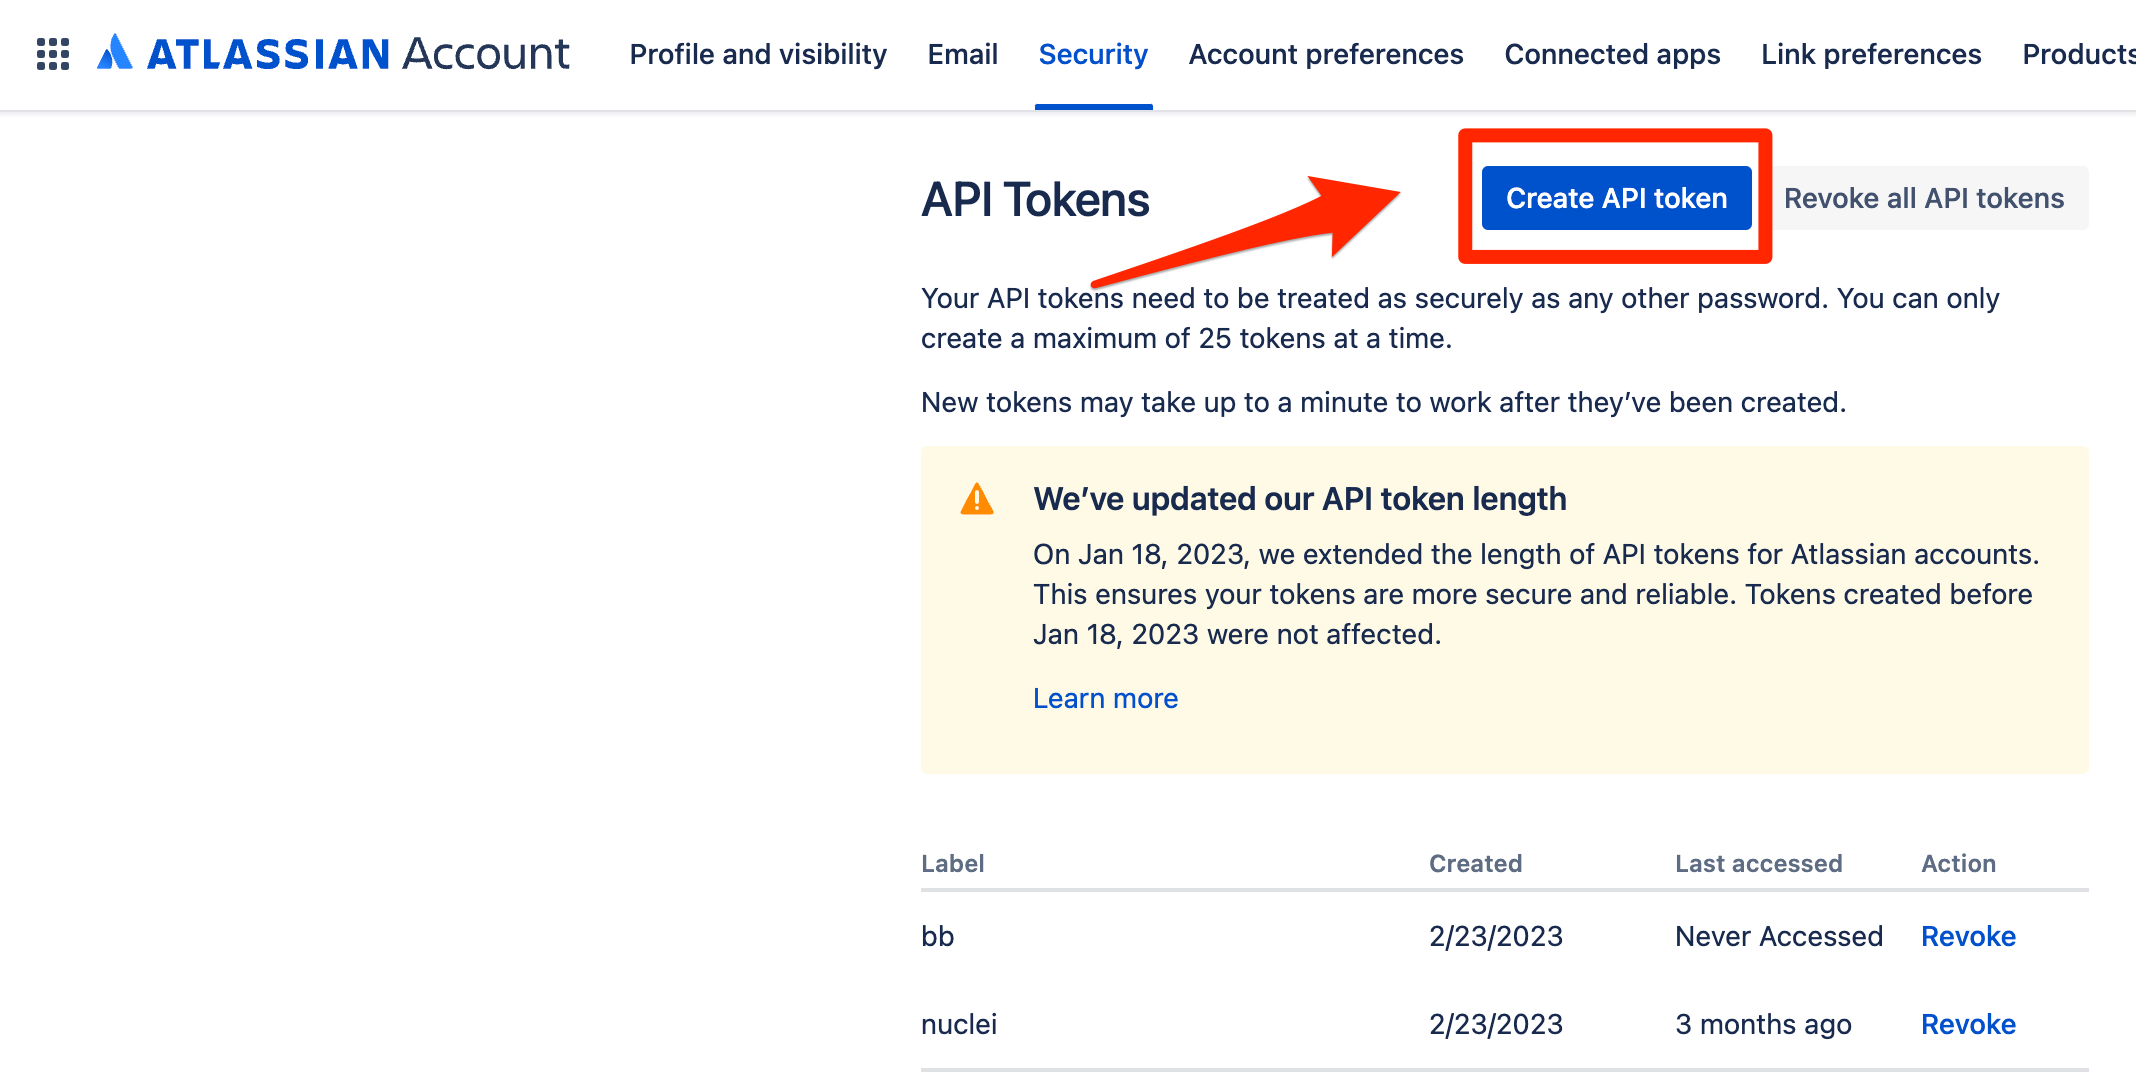 ATLASSIAN Account Profile and visibility Email Security Account preferences Connected apps Link preferences Products
API Tokens Create API token Revoke all API tokens
Your API tokens need to be treated as securely as any other password. You can only
create a maximum of 25 tokens at a time.
New tokens may take up to a minute to work after they’ve been created.
We’ve updated our API token length
On Jan 18, 2023, we extended the length of API tokens for Atlassian accounts.
This ensures your tokens are more secure and reliable. Tokens created before
Jan 18, 2023 were not affected.
Learn more
Label Created Last accessed Action
bb 2/23/2023 Never Accessed Revoke
nuclei 2/23/2023 3 months ago Revoke